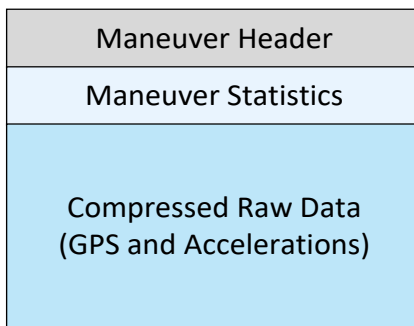 Maneuver Header
Maneuver Statistics
Compressed Raw Data
(GPS and Accelerations)